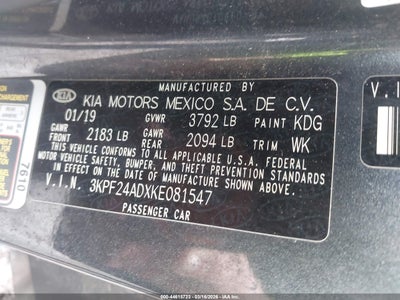 MANUFACTURED BY
KIA KIA MOTORS MEXICO S.A. DE C.V.
01/19 GVWR 3792 LB PAINT KDG
GAWR FRONT 2183 LB GAWR REAR 2094 LB TRIM WK
THIS VEHICLE CONFORMS TO ALL APPLICABLE U.S.A. FEDERAL
MOTOR VEHICLE SAFETY, BUMPER, AND THEFT PREVENTION
STANDARDS IN EFFECT ON THE DATE OF MANUFACTURE SHOWN ABOVE.
V.I.N. 3KPF24ADXKE081547
PASSENGER CAR
7610
V.I